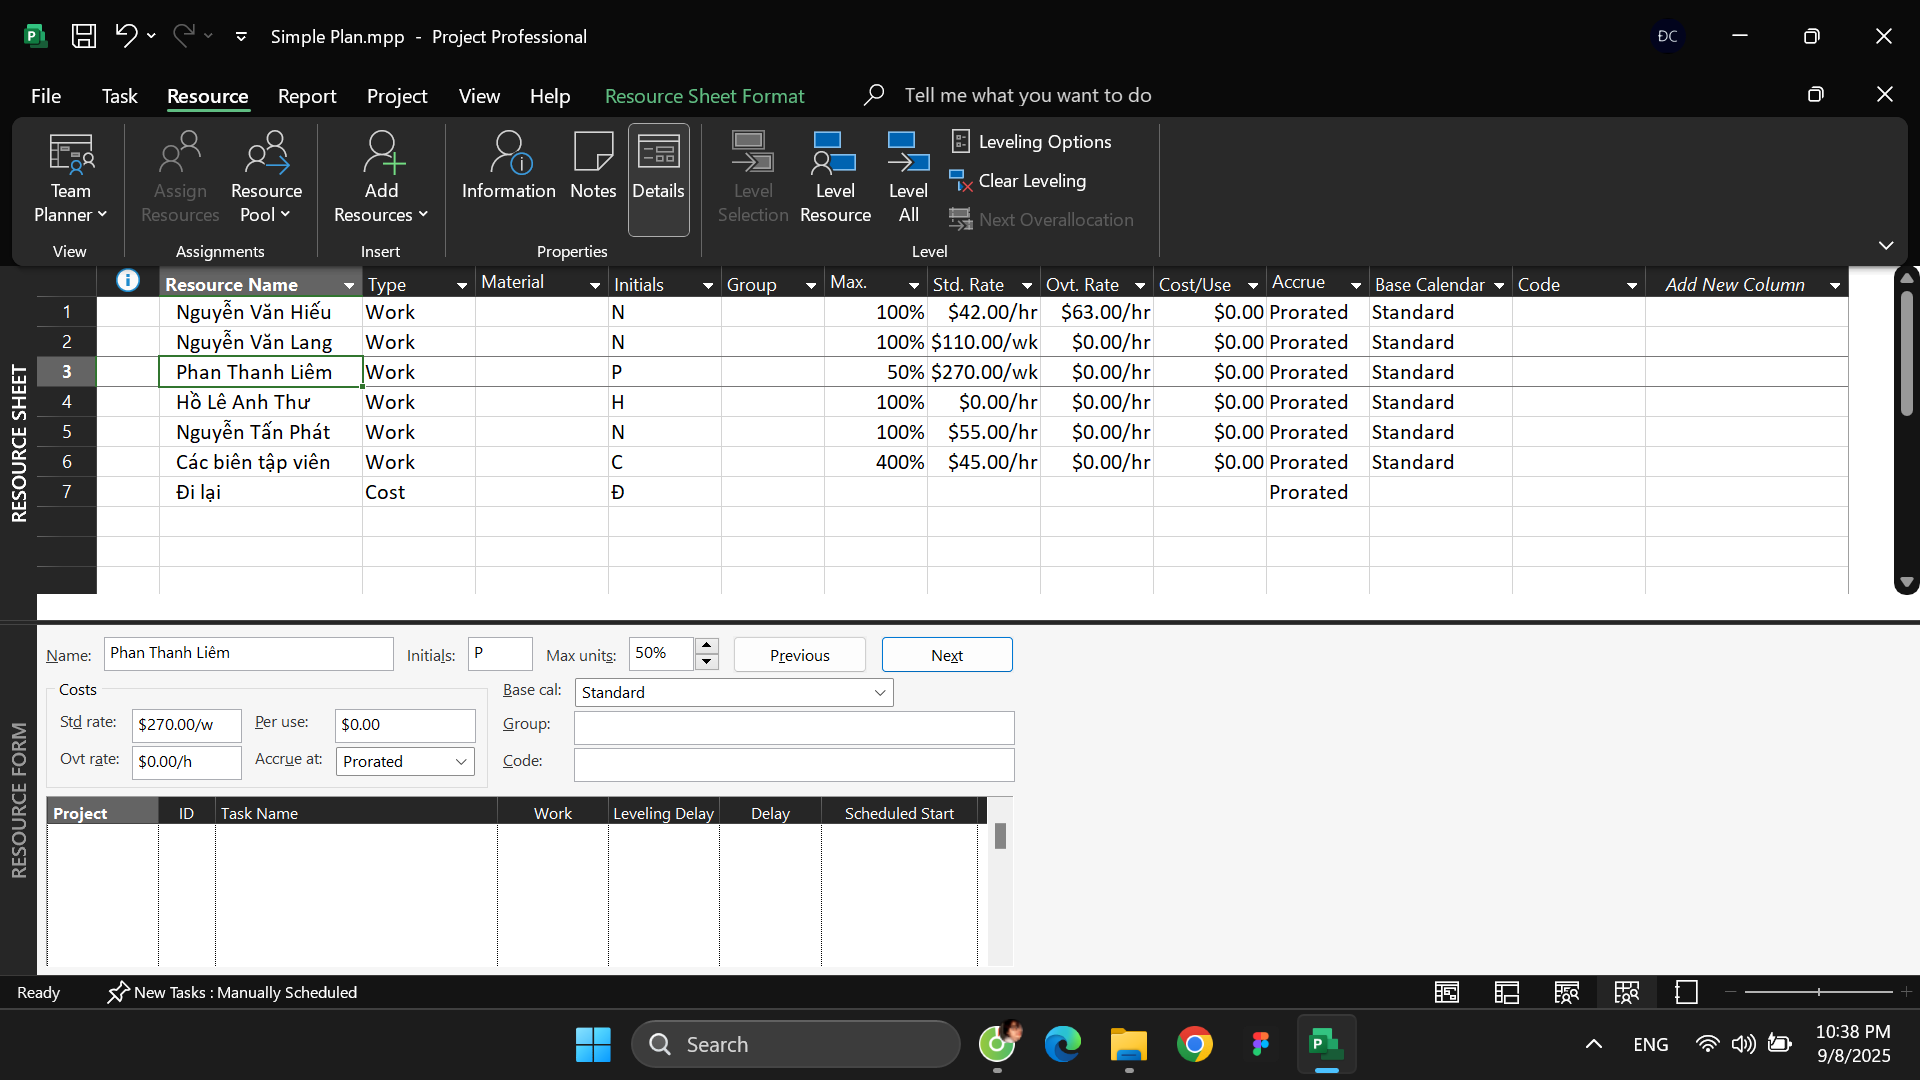 Simple Plan.mpp - Project Professional
ĐC
File Task Resource Report Project View Help Resource Sheet Format Tell me what you want to do
Team Planner
View
Assign Resources
Resource Pool
Assignments
Add Resources
Insert
Information
Notes
Details
Properties
Level Selection
Level Resource
Level All
Leveling Options
Clear Leveling
Next Overallocation
Level
RESOURCE SHEET
Resource Name Type Material Initials Group Max. Std. Rate Ovt. Rate Cost/Use Accrue Base Calendar Code Add New Column
1 Nguyễn Văn Hiếu Work N 100% $42.00/hr $63.00/hr $0.00 Prorated Standard
2 Nguyễn Văn Lang Work N 100% $110.00/wk $0.00/hr $0.00 Prorated Standard
3 Phan Thanh Liêm Work P 50% $270.00/wk $0.00/hr $0.00 Prorated Standard
4 Hồ Lê Anh Thư Work H 100% $0.00/hr $0.00/hr $0.00 Prorated Standard
5 Nguyễn Tấn Phát Work N 100% $55.00/hr $0.00/hr $0.00 Prorated Standard
6 Các biên tập viên Work C 400% $45.00/hr $0.00/hr $0.00 Prorated Standard
7 Đi lại Cost Đ Prorated
RESOURCE FORM
Name: Phan Thanh Liêm Initials: P Max units: 50% Previous Next
Costs
Base cal: Standard
Std rate: $270.00/w Per use: $0.00
Group:
Ovt rate: $0.00/h Accrue at: Prorated
Code:
Project ID Task Name Work Leveling Delay Delay Scheduled Start
Ready New Tasks : Manually Scheduled
Search
ENG
10:38 PM
9/8/2025